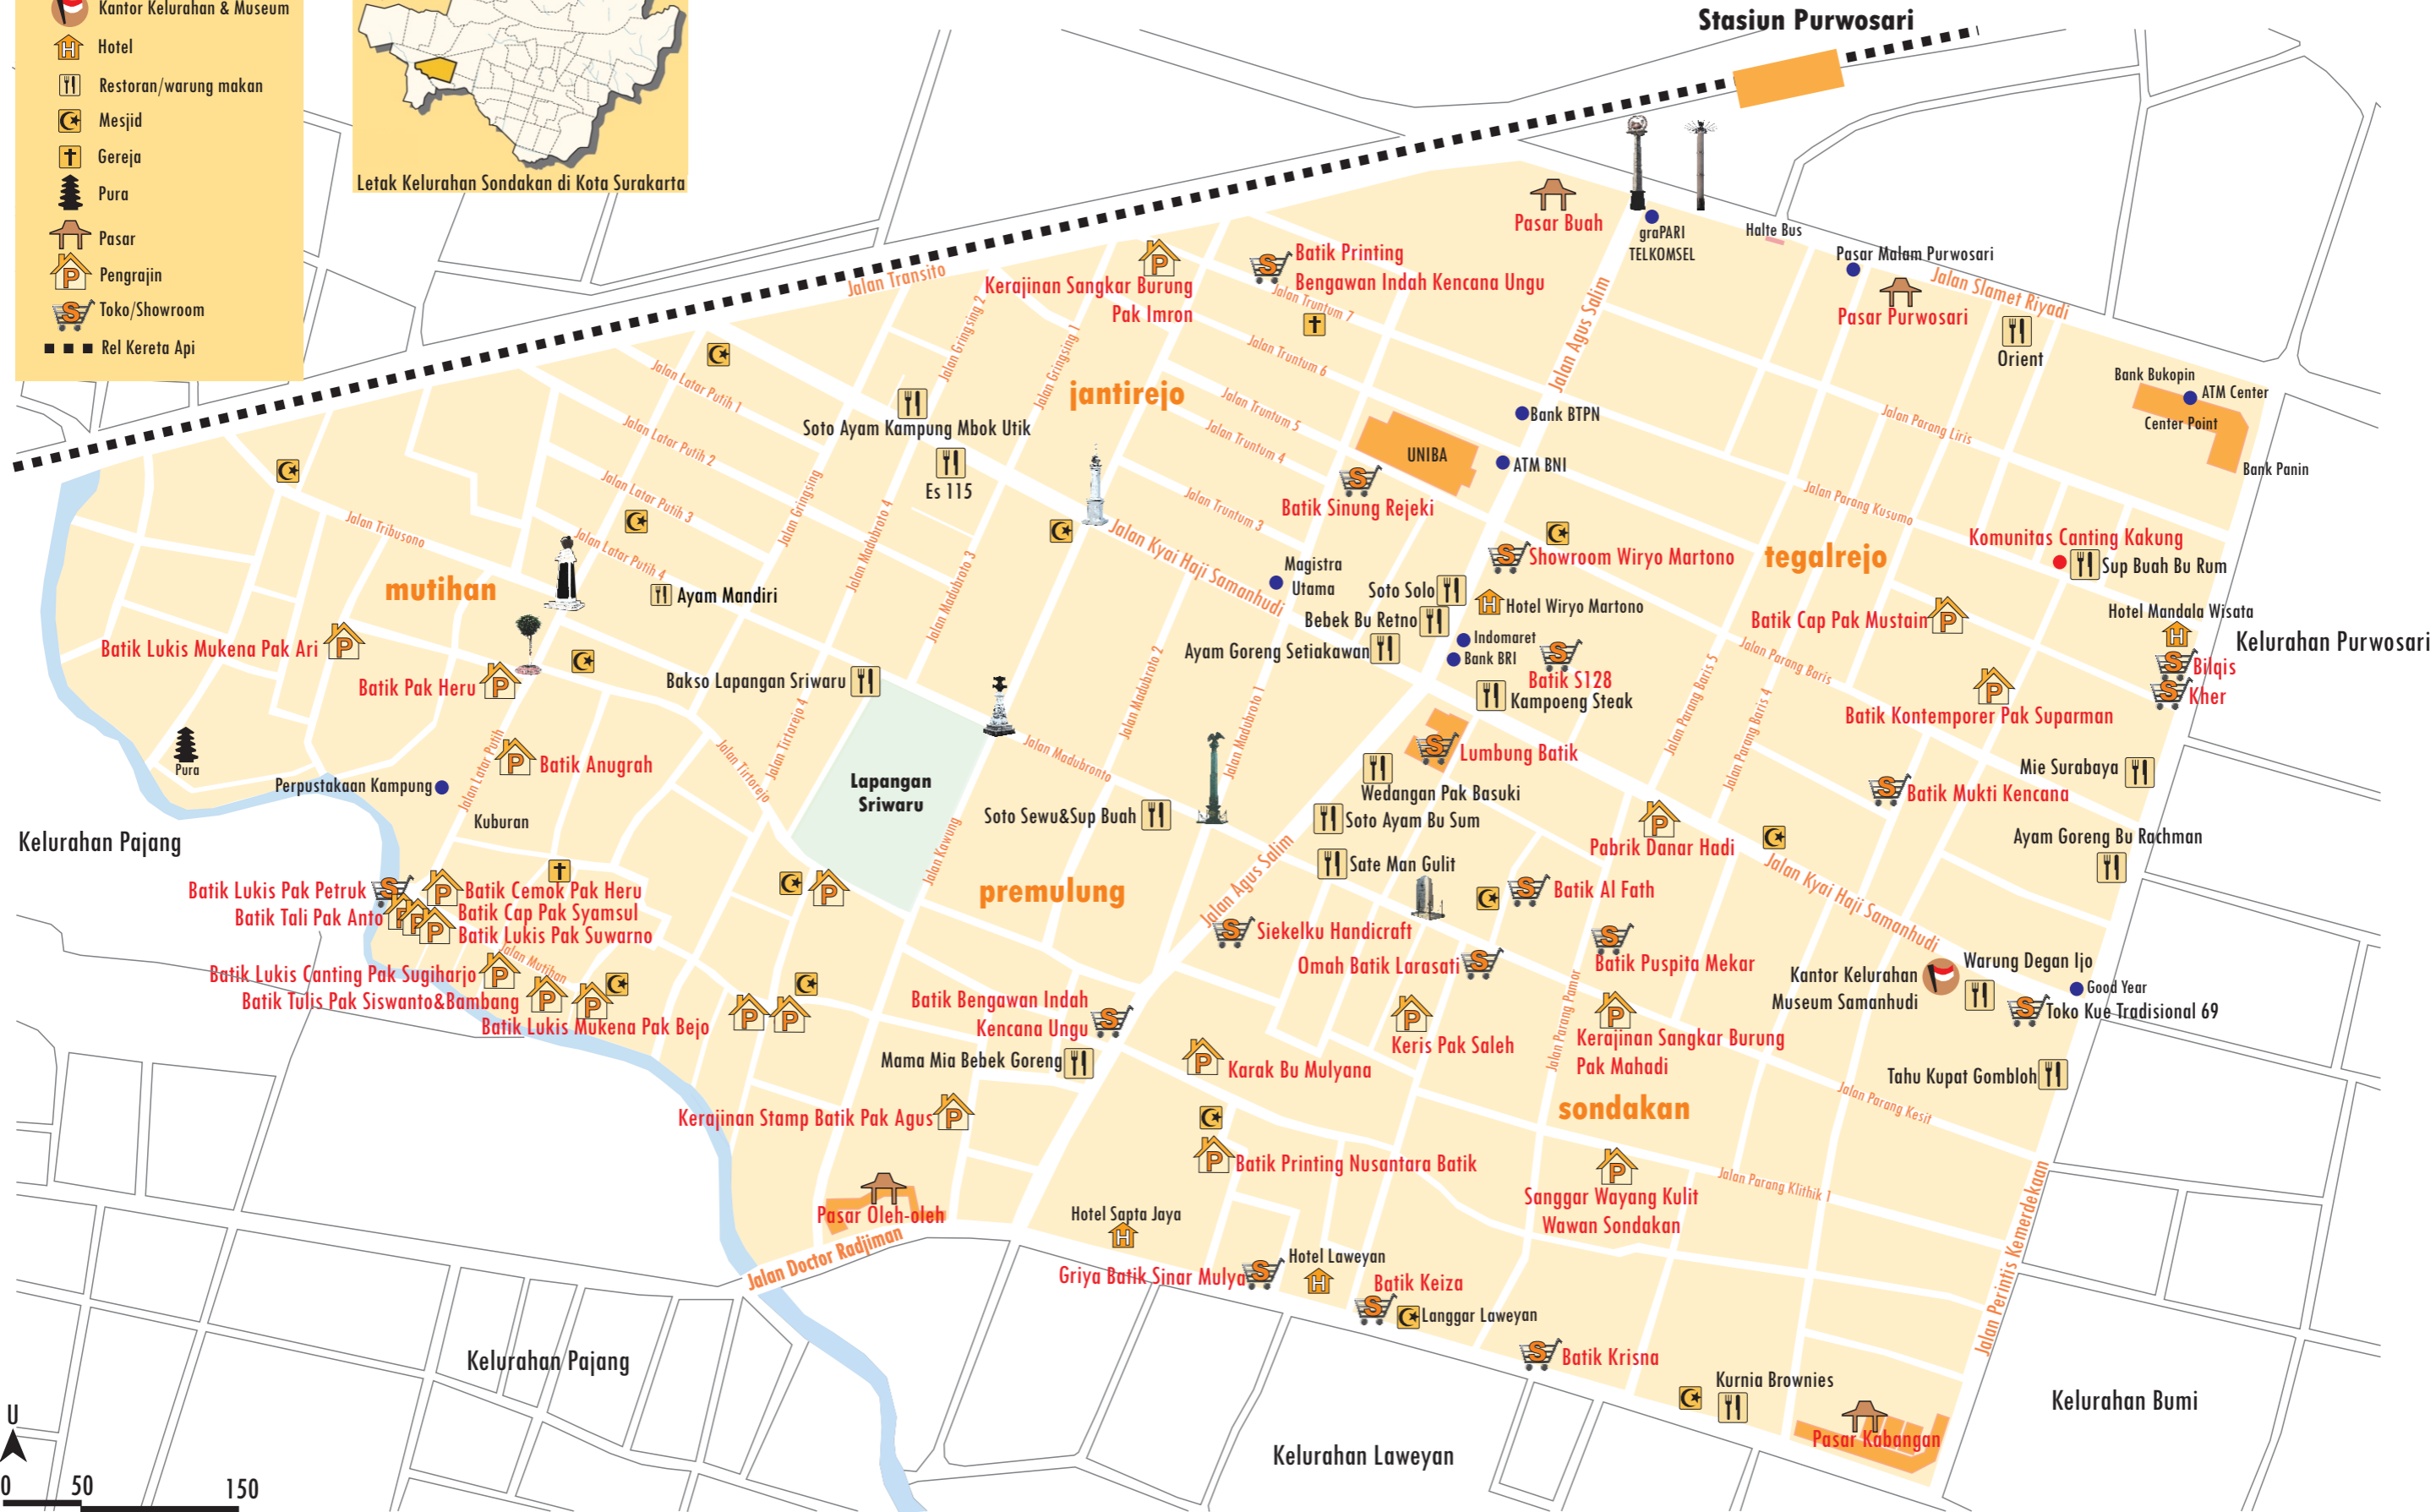 Kantor Kelurahan & Museum
Hotel
Restoran/warung makan
Mesjid
Gereja
Pura
Pasar
Pengrajin
Toko/Showroom
Rel Kereta Api
Letak Kelurahan Sondakan di Kota Surakarta
Stasiun Purwosari
Pasar Buah
graPARI
TELKOMSEL
Halte Bus
Pasar Malam Purwosari
Jalan Slamet Riyadi
Pasar Purwosari
Orient
Bank Bukopin
ATM Center
Center Point
Bank Panin
Jalan Transito
Kerajinan Sangkar Burung
Pak Imron
Batik Printing
Bengawan Indah Kencana Ungu
Jalan Truntum 7
Jalan Truntum 6
Jalan Truntum 5
Jalan Truntum 4
Jalan Truntum 3
Jalan Agus Salim
Jalan Gringsing 2
Jalan Gringsing 1
Jalan Gringsing
jantirejo
Jalan Latar Putih 1
Jalan Latar Putih 2
Jalan Latar Putih 3
Jalan Latar Putih 4
Soto Ayam Kampung Mbok Utik
Es 115
UNIBA
Bank BTPN
ATM BNI
Batik Sinung Rejeki
Jalan Parang Liris
Jalan Parang Kusumo
Jalan Tribusono
mutihan
Ayam Mandiri
Jalan Madubroto 4
Jalan Madubroto 3
Jalan Madubroto 2
Jalan Madubroto 1
Jalan Kyai Haji Samanhudi
Magistra
Utama
Showroom Wiryo Martono
tegalrejo
Komunitas Canting Kakung
Sup Buah Bu Rum
Soto Solo
Hotel Wiryo Martono
Bebek Bu Retno
Indomaret
Ayam Goreng Setiakawan
Bank BRI
Batik S128
Kampoeng Steak
Batik Cap Pak Mustain
Hotel Mandala Wisata
Kelurahan Purwosari
Bilqis
Kher
Jalan Parang Baris
Jalan Parang Baris 5
Jalan Parang Baris 4
Batik Kontemporer Pak Suparman
Batik Lukis Mukena Pak Ari
Batik Pak Heru
Bakso Lapangan Sriwaru
Pura
Batik Anugrah
Jalan Latar Putih
Perpustakaan Kampung
Kuburan
Jalan Tirtorejo
Jalan Tirtorejo 4
Lapangan
Sriwaru
Jalan Madubronto
Jalan Kawung
Soto Sewu&Sup Buah
Lumbung Batik
Wedangan Pak Basuki
Soto Ayam Bu Sum
Sate Man Gulit
Pabrik Danar Hadi
Batik Mukti Kencana
Mie Surabaya
Ayam Goreng Bu Rachman
Kelurahan Pajang
Batik Lukis Pak Petruk
Batik Cemok Pak Heru
Batik Tali Pak Anto
Batik Cap Pak Syamsul
Batik Lukis Pak Suwarno
Jalan Mutihan
Batik Lukis Canting Pak Sugiharjo
Batik Tulis Pak Siswanto&Bambang
Batik Lukis Mukena Pak Bejo
premulung
Jalan Agus Salim
Siekelku Handicraft
Batik Al Fath
Omah Batik Larasati
Batik Puspita Mekar
Jalan Kyai Haji Samanhudi
Kantor Kelurahan
Museum Samanhudi
Warung Degan Ijo
Good Year
Toko Kue Tradisional 69
Batik Bengawan Indah
Kencana Ungu
Mama Mia Bebek Goreng
Keris Pak Saleh
Karak Bu Mulyana
Jalan Parang Pamor
Kerajinan Sangkar Burung
Pak Mahadi
Tahu Kupat Gombloh
Jalan Parang Kesit
sondakan
Kerajinan Stamp Batik Pak Agus
Batik Printing Nusantara Batik
Jalan Parang Klithik 1
Sanggar Wayang Kulit
Wawan Sondakan
Pasar Oleh-oleh
Jalan Doctor Radjiman
Hotel Sapta Jaya
Griya Batik Sinar Mulya
Hotel Laweyan
Batik Keiza
Langgar Laweyan
Batik Krisna
Jalan Perintis Kemerdekaan
Kurnia Brownies
Pasar Kabangan
Kelurahan Pajang
Kelurahan Laweyan
Kelurahan Bumi
U
0 50 150